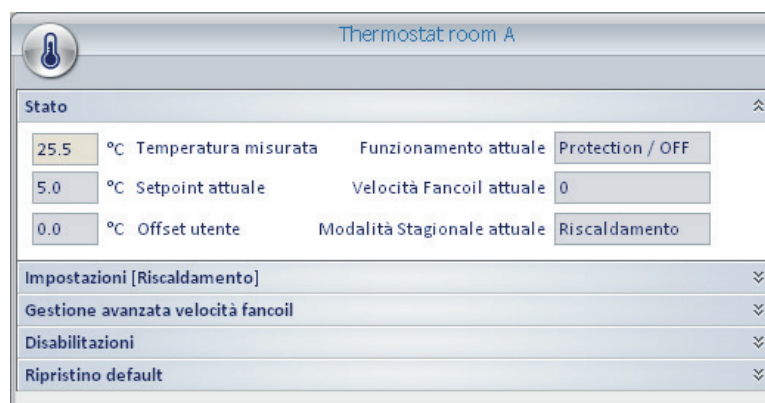 Thermostat room A
Stato
25.5 °C Temperatura misurata Funzionamento attuale Protection / OFF
5.0 °C Setpoint attuale Velocità Fancoil attuale 0
0.0 °C Offset utente Modalità Stagionale attuale Riscaldamento
Impostazioni [Riscaldamento]
Gestione avanzata velocità fancoil
Disabilitazioni
Ripristino default